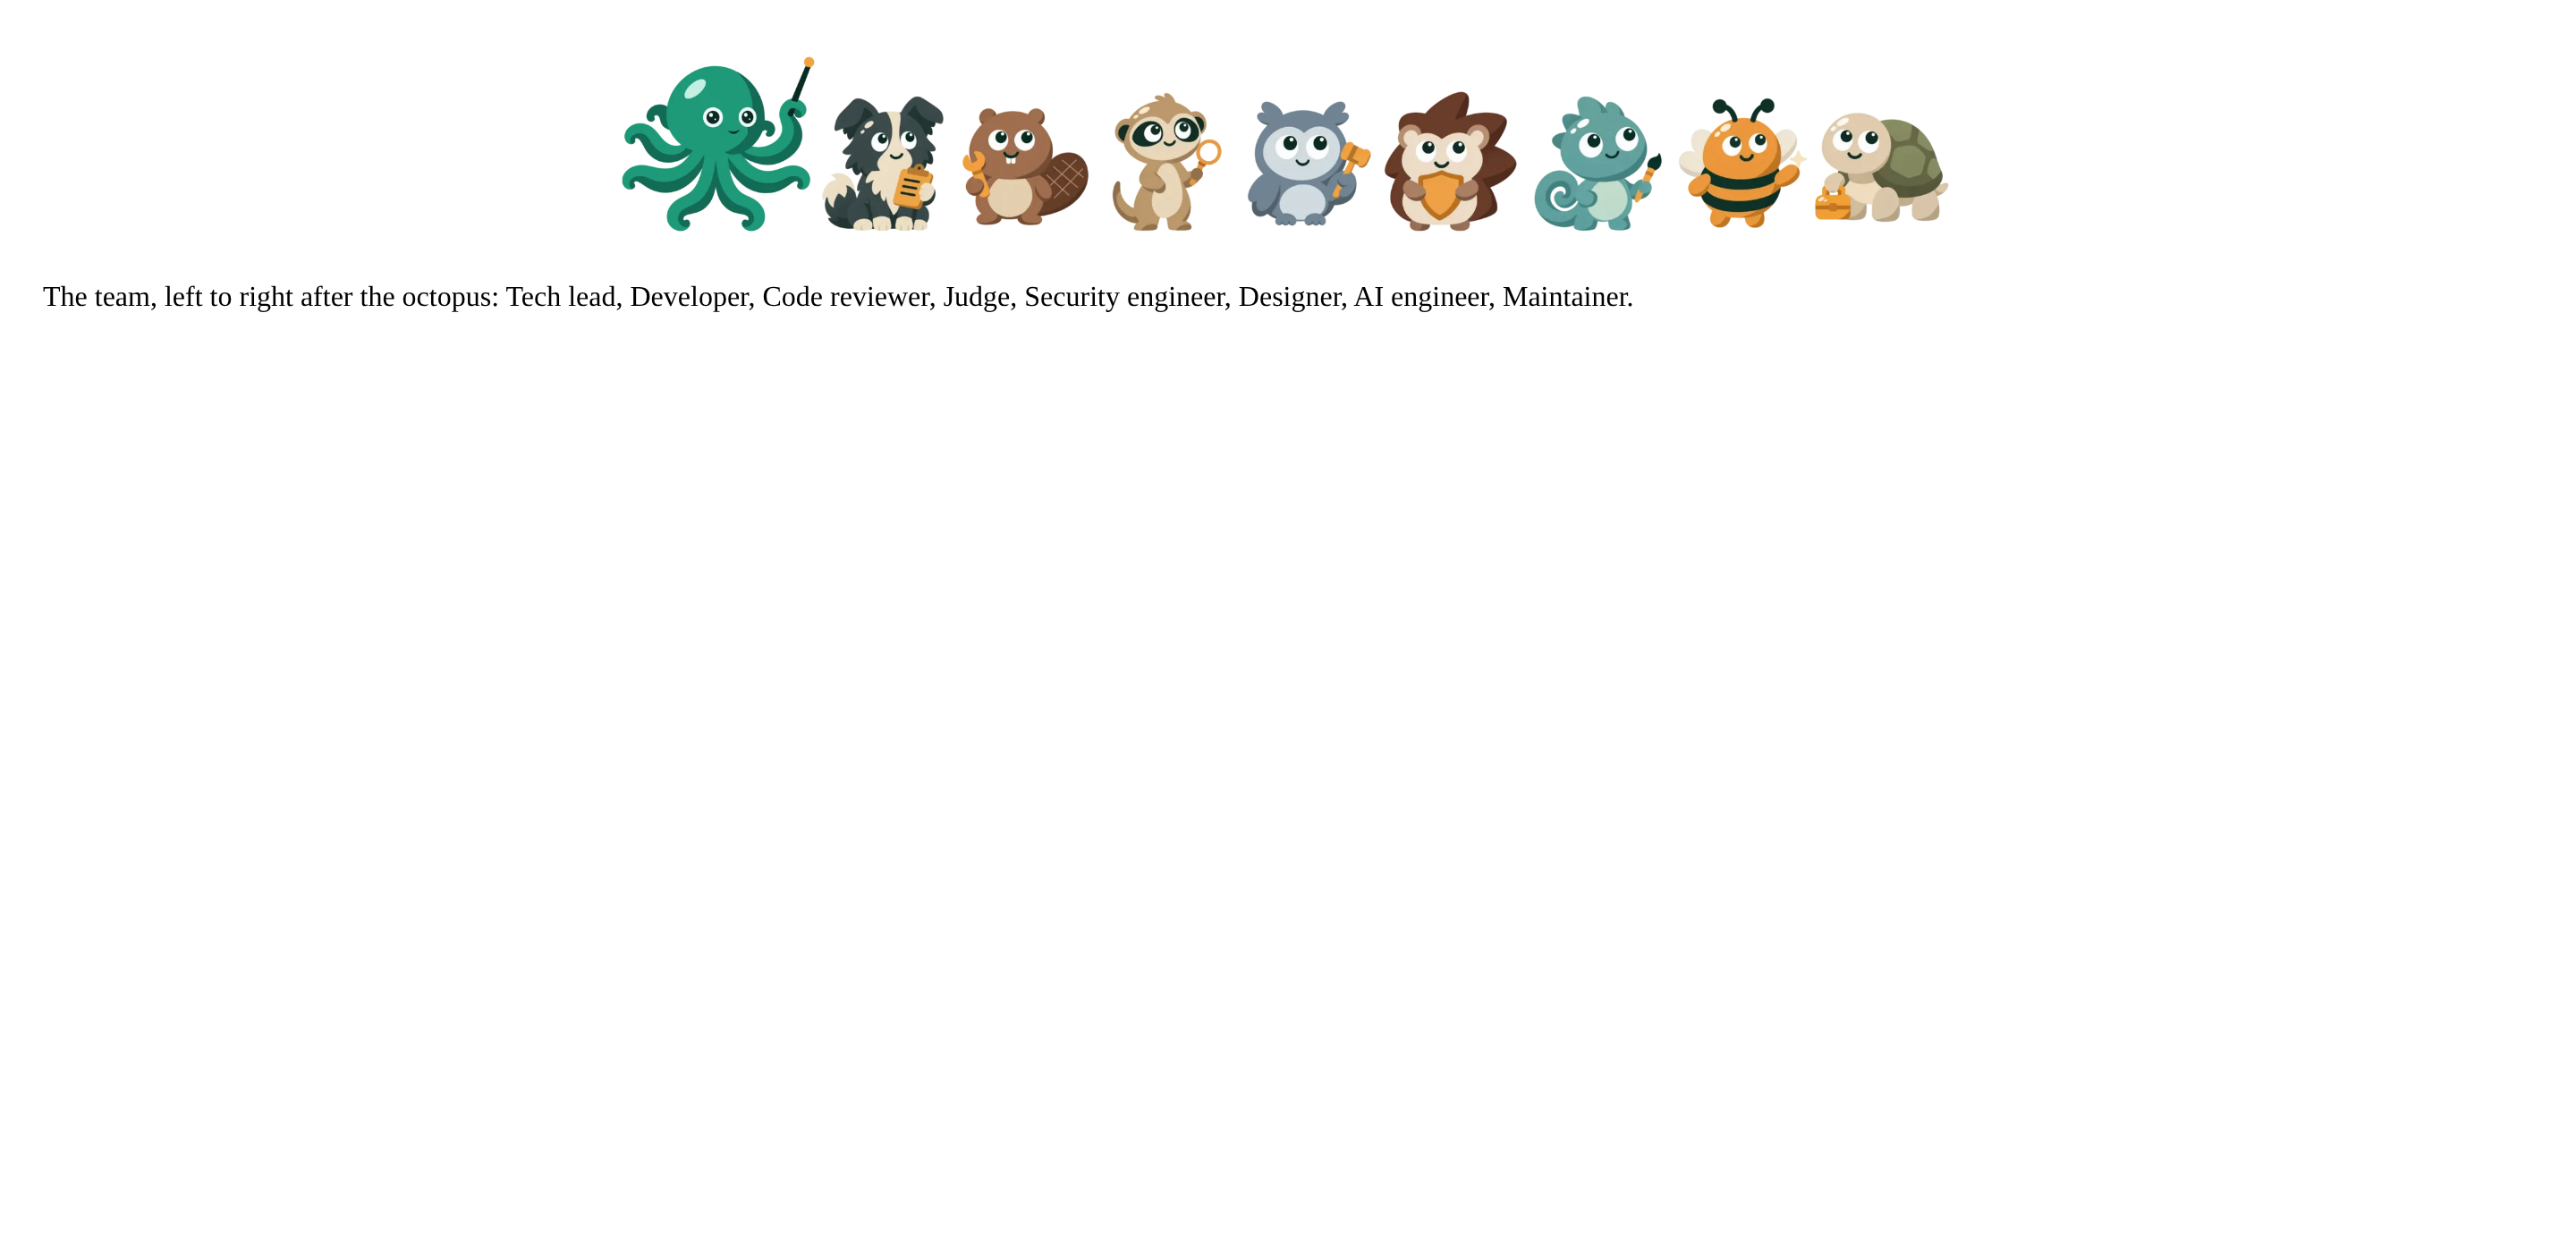 The team, left to right after the octopus: Tech lead, Developer, Code reviewer, Judge, Security engineer, Designer, AI engineer, Maintainer.